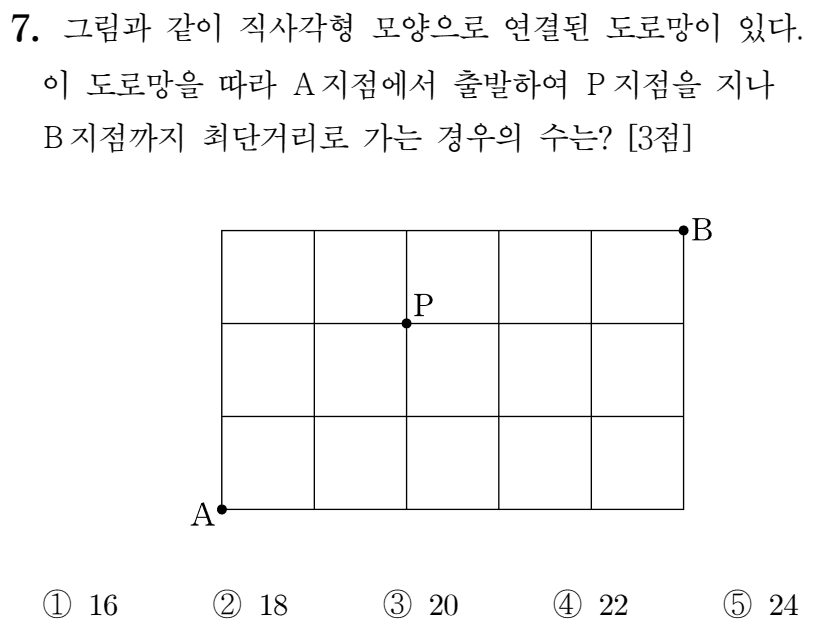 7. 그림과 같이 직사각형 모양으로 연결된 도로망이 있다.
이 도로망을 따라 A지점에서 출발하여 P지점을 지나
B지점까지 최단거리로 가는 경우의 수는? [3점]
B
P
A
① 16 ② 18 ③ 20 ④ 22 ⑤ 24